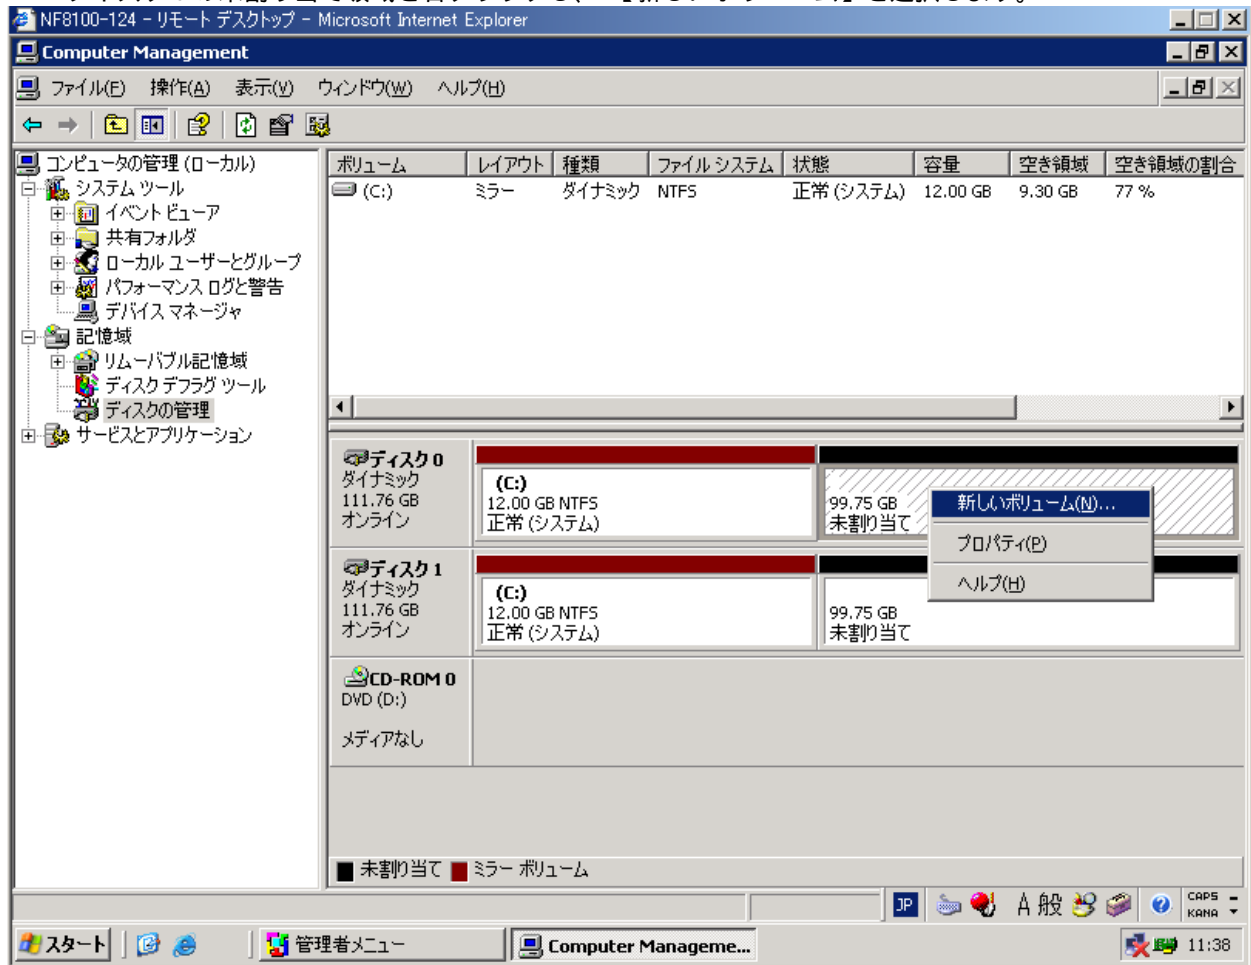 NF8100-124 - リモート デスクトップ - Microsoft Internet Explorer
Computer Management
ファイル(F) 操作(A) 表示(V) ウィンドウ(W) ヘルプ(H)
コンピュータの管理 (ローカル)
システム ツール
イベント ビューア
共有フォルダ
ローカル ユーザーとグループ
パフォーマンス ログと警告
デバイス マネージャ
記憶域
リムーバブル記憶域
ディスク デフラグ ツール
ディスクの管理
サービスとアプリケーション
ボリューム レイアウト 種類 ファイル システム 状態 容量 空き領域 空き領域の割合
(C:) ミラー ダイナミック NTFS 正常 (システム) 12.00 GB 9.30 GB 77 %
ディスク 0
ダイナミック
111.76 GB
オンライン
(C:)
12.00 GB NTFS
正常 (システム)
99.75 GB
未割り当て
新しいボリューム(N)...
プロパティ(P)
ヘルプ(H)
ディスク 1
ダイナミック
111.76 GB
オンライン
(C:)
12.00 GB NTFS
正常 (システム)
99.75 GB
未割り当て
CD-ROM 0
DVD (D:)
メディアなし
未割り当て ミラー ボリューム
JP A 般 CAPS
KANA
スタート 管理者メニュー Computer Manageme... 11:38